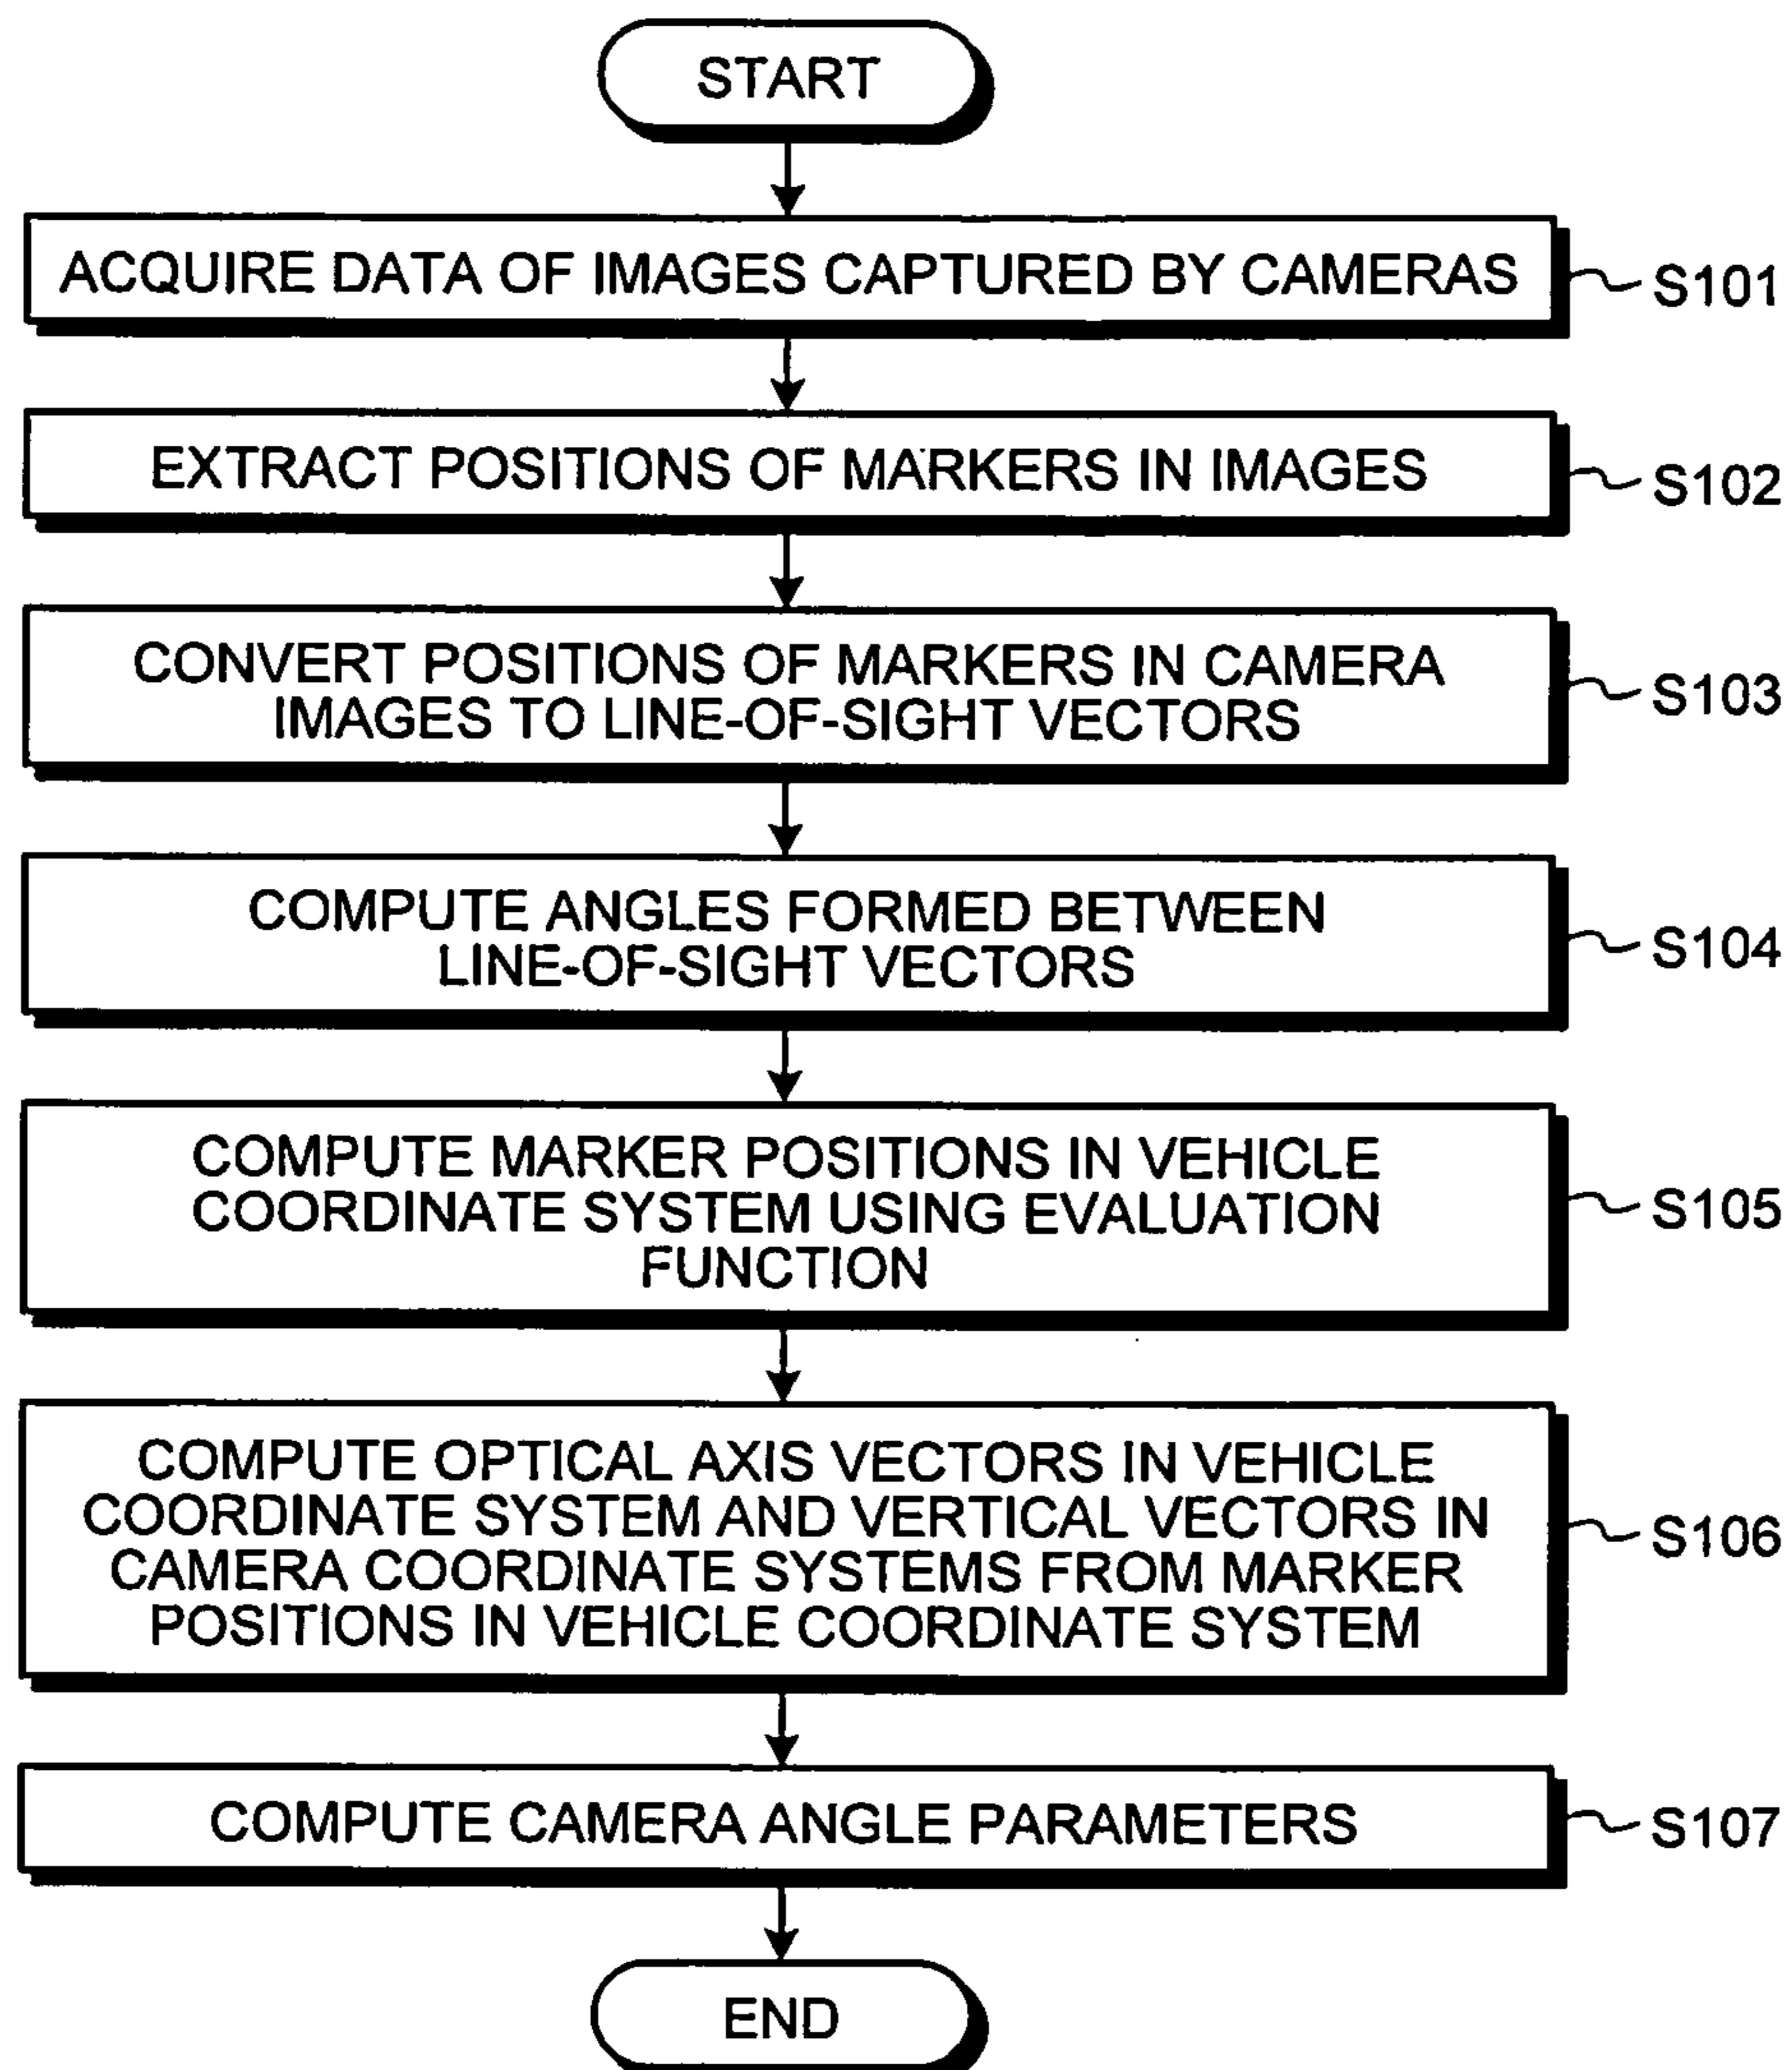 START
ACQUIRE DATA OF IMAGES CAPTURED BY CAMERAS
S101
EXTRACT POSITIONS OF MARKERS IN IMAGES
S102
CONVERT POSITIONS OF MARKERS IN CAMERA
IMAGES TO LINE-OF-SIGHT VECTORS
S103
COMPUTE ANGLES FORMED BETWEEN
LINE-OF-SIGHT VECTORS
S104
COMPUTE MARKER POSITIONS IN VEHICLE
COORDINATE SYSTEM USING EVALUATION
FUNCTION
S105
COMPUTE OPTICAL AXIS VECTORS IN VEHICLE
COORDINATE SYSTEM AND VERTICAL VECTORS IN
CAMERA COORDINATE SYSTEMS FROM MARKER
POSITIONS IN VEHICLE COORDINATE SYSTEM
S106
COMPUTE CAMERA ANGLE PARAMETERS
S107
END